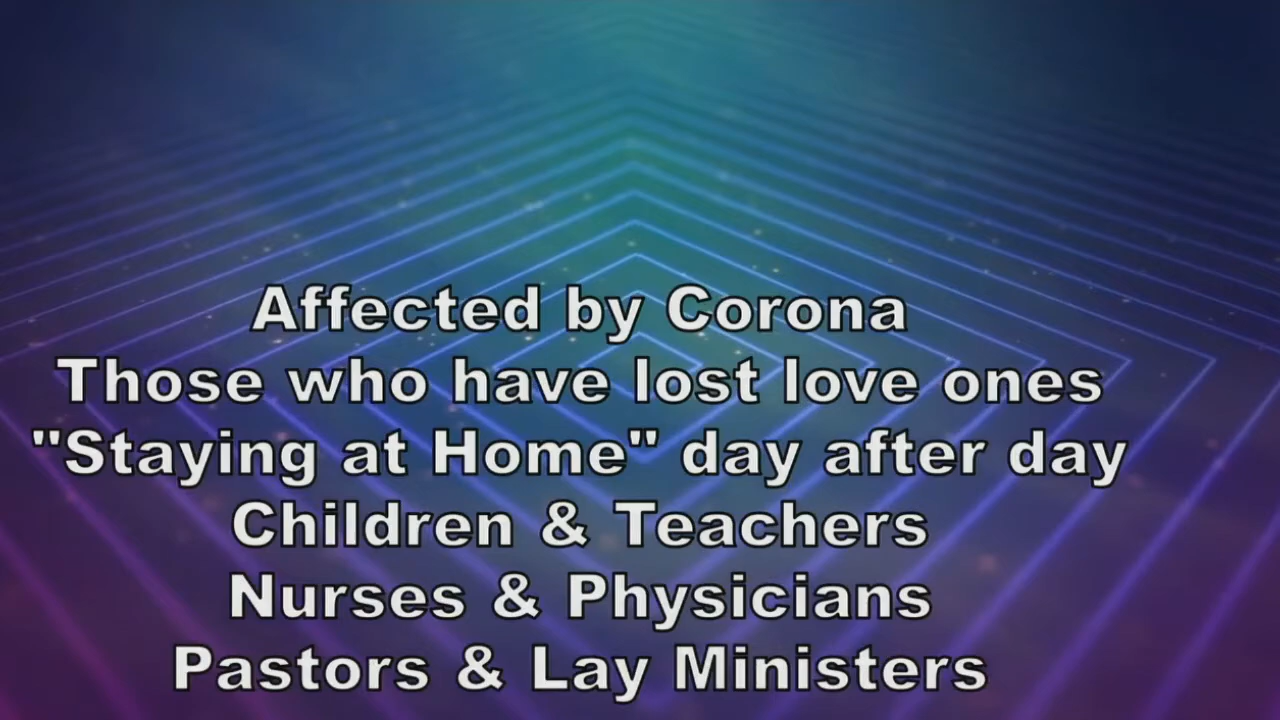 Affected by Corona
Those who have lost love ones
"Staying at Home" day after day
Children & Teachers
Nurses & Physicians
Pastors & Lay Ministers